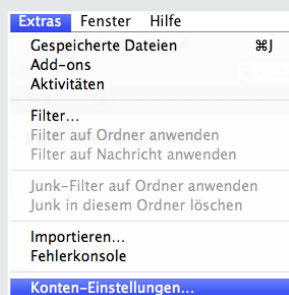 Extras Fenster Hilfe
Gespeicherte Dateien ⌘J
Add-ons
Aktivitäten
Filter...
Filter auf Ordner anwenden
Filter auf Nachricht anwenden
Junk-Filter auf Ordner anwenden
Junk in diesem Ordner löschen
Importieren...
Fehlerkonsole
Konten-Einstellungen...